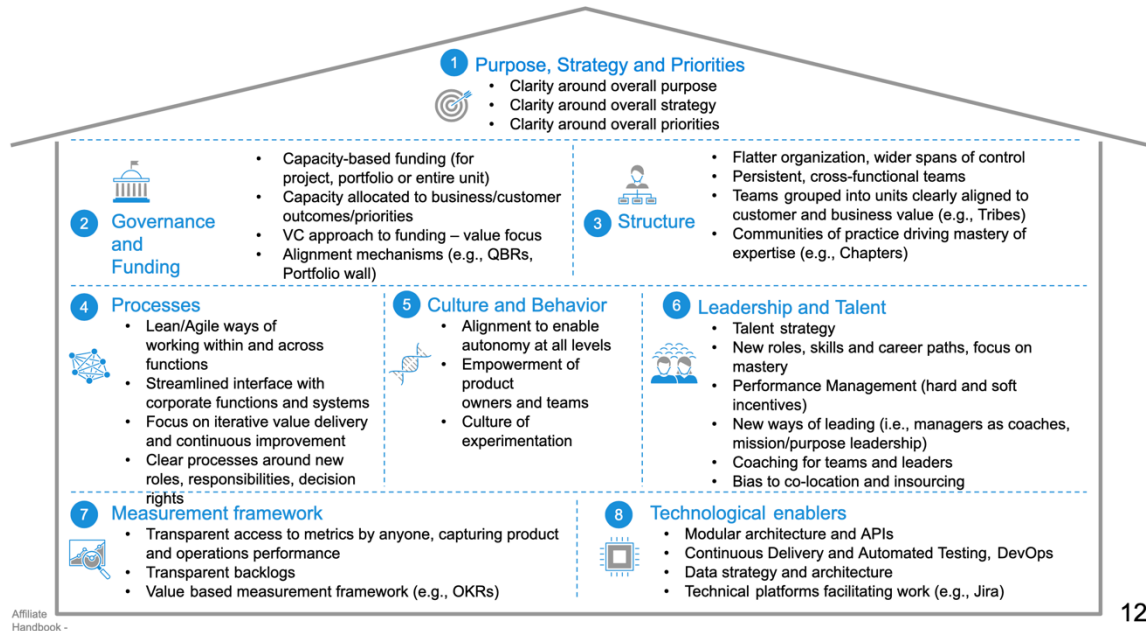 1 Purpose, Strategy and Priorities
• Clarity around overall purpose
• Clarity around overall strategy
• Clarity around overall priorities
2 Governance
and
Funding
• Capacity-based funding (for
project, portfolio or entire unit)
• Capacity allocated to business/customer
outcomes/priorities
• VC approach to funding – value focus
• Alignment mechanisms (e.g., QBRs,
Portfolio wall)
3 Structure
• Flatter organization, wider spans of control
• Persistent, cross-functional teams
• Teams grouped into units clearly aligned to
customer and business value (e.g., Tribes)
• Communities of practice driving mastery of
expertise (e.g., Chapters)
4 Processes
• Lean/Agile ways of
working within and across
functions
• Streamlined interface with
corporate functions and systems
• Focus on iterative value delivery
and continuous improvement
• Clear processes around new
roles, responsibilities, decision
rights
5 Culture and Behavior
• Alignment to enable
autonomy at all levels
• Empowerment of
product
owners and teams
• Culture of
experimentation
6 Leadership and Talent
• Talent strategy
• New roles, skills and career paths, focus on
mastery
• Performance Management (hard and soft
incentives)
• New ways of leading (i.e., managers as coaches,
mission/purpose leadership)
• Coaching for teams and leaders
• Bias to co-location and insourcing
7 Measurement framework
• Transparent access to metrics by anyone, capturing product
and operations performance
• Transparent backlogs
• Value based measurement framework (e.g., OKRs)
8 Technological enablers
• Modular architecture and APIs
• Continuous Delivery and Automated Testing, DevOps
• Data strategy and architecture
• Technical platforms facilitating work (e.g., Jira)
Affiliate
Handbook -
12